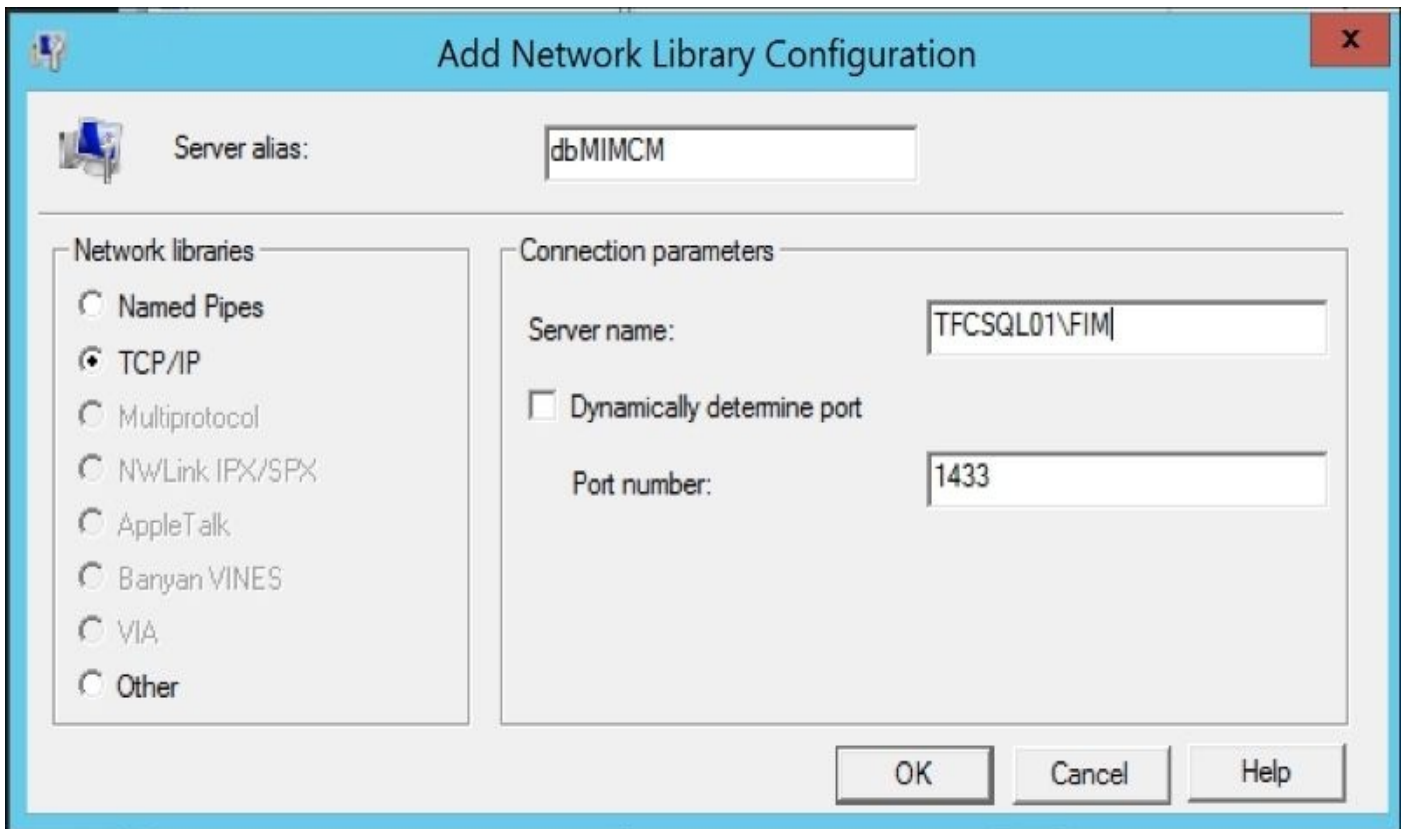 Add Network Library Configuration
x
Server alias:
dbMIMCM
Network libraries
Named Pipes
TCP/IP
Multiprotocol
NWLink IPX/SPX
AppleTalk
Banyan VINES
VIA
Other
Connection parameters
Server name:
TFCSQL01\FIM
Dynamically determine port
Port number:
1433
OK
Cancel
Help